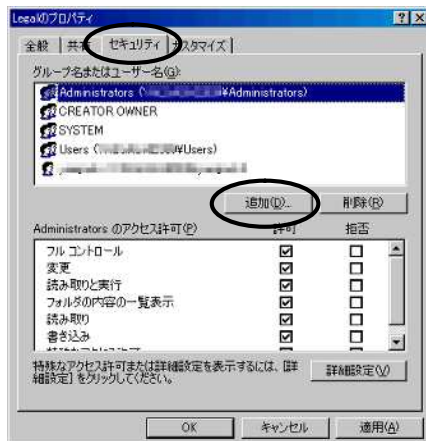 Legalのプロパティ
全般 共有 セキュリティ カスタマイズ
グループ名またはユーザー名(G):
Administrators ( ¥Administrators)
CREATOR OWNER
SYSTEM
Users ( ¥Users)
追加(D)... 削除(R)
Administrators のアクセス許可(P) 許可 拒否
フル コントロール
変更
読み取りと実行
フォルダの内容の一覧表示
読み取り
書き込み
特殊なアクセス許可または詳細設定を表示するには、[詳
細設定] をクリックしてください。
詳細設定(V)
OK キャンセル 適用(A)